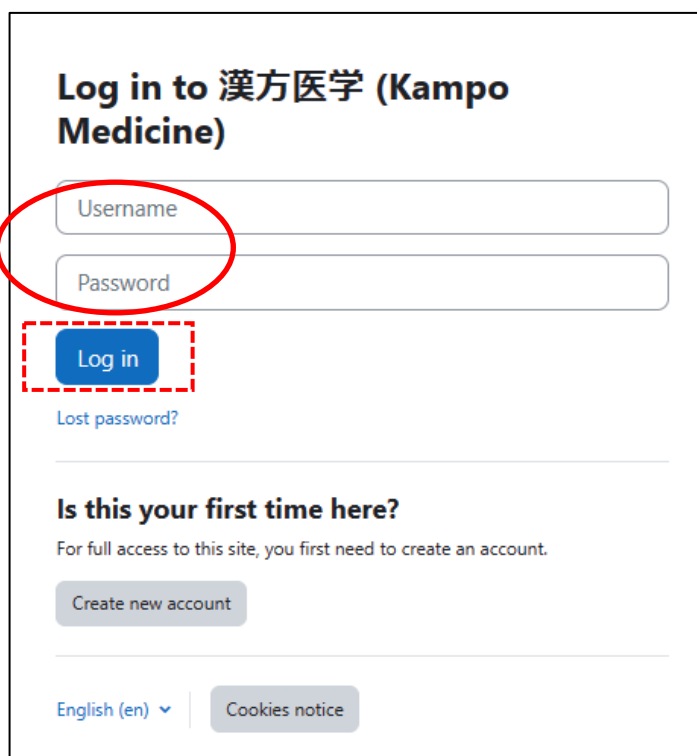 Log in to 漢方医学 (Kampo
Medicine)
Username
Password
Log in
Lost password?
Is this your first time here?
For full access to this site, you first need to create an account.
Create new account
English (en)
Cookies notice